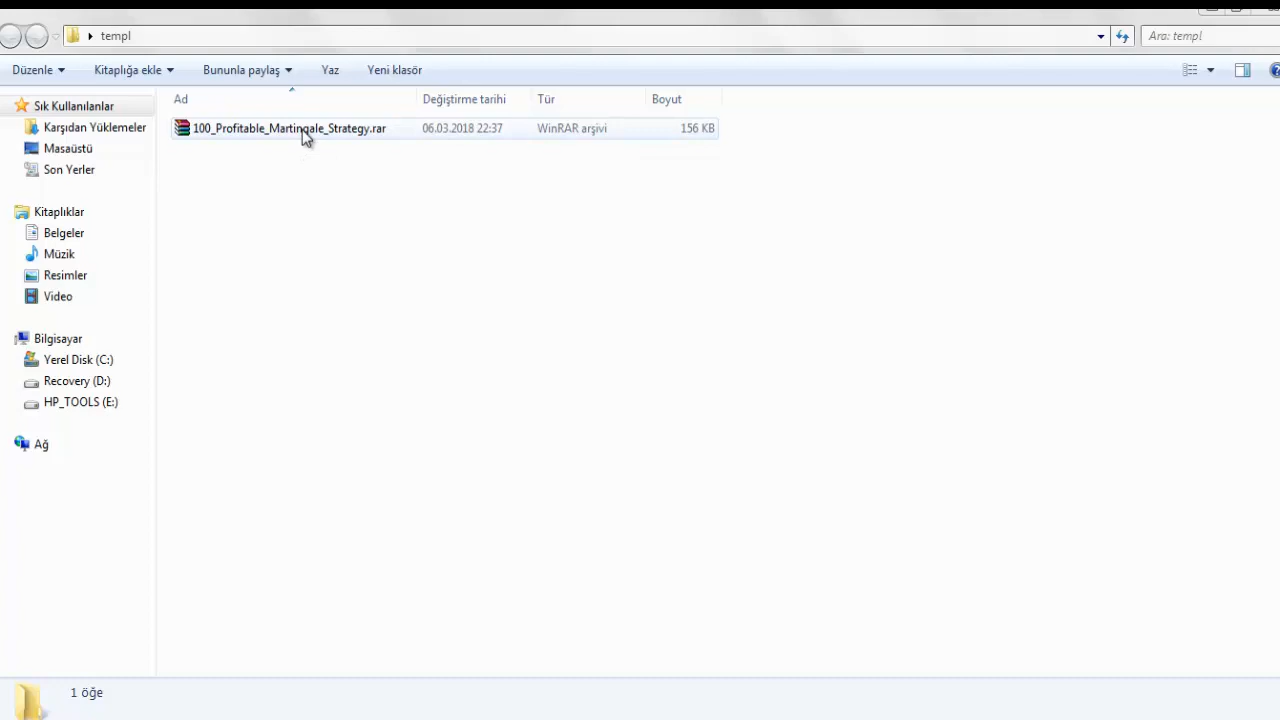 templ
Ara: templ
Düzenle Kitaplığa ekle Bununla paylaş Yaz Yeni klasör
Ad Değiştirme tarihi Tür Boyut
100_Profitable_Martingale_Strategy.rar 06.03.2018 22:37 WinRAR arşivi 156 KB
Sık Kullanılanlar
Karşıdan Yüklemeler
Masaüstü
Son Yerler
Kitaplıklar
Belgeler
Müzik
Resimler
Video
Bilgisayar
Yerel Disk (C:)
Recovery (D:)
HP_TOOLS (E:)
Ağ
1 öğe